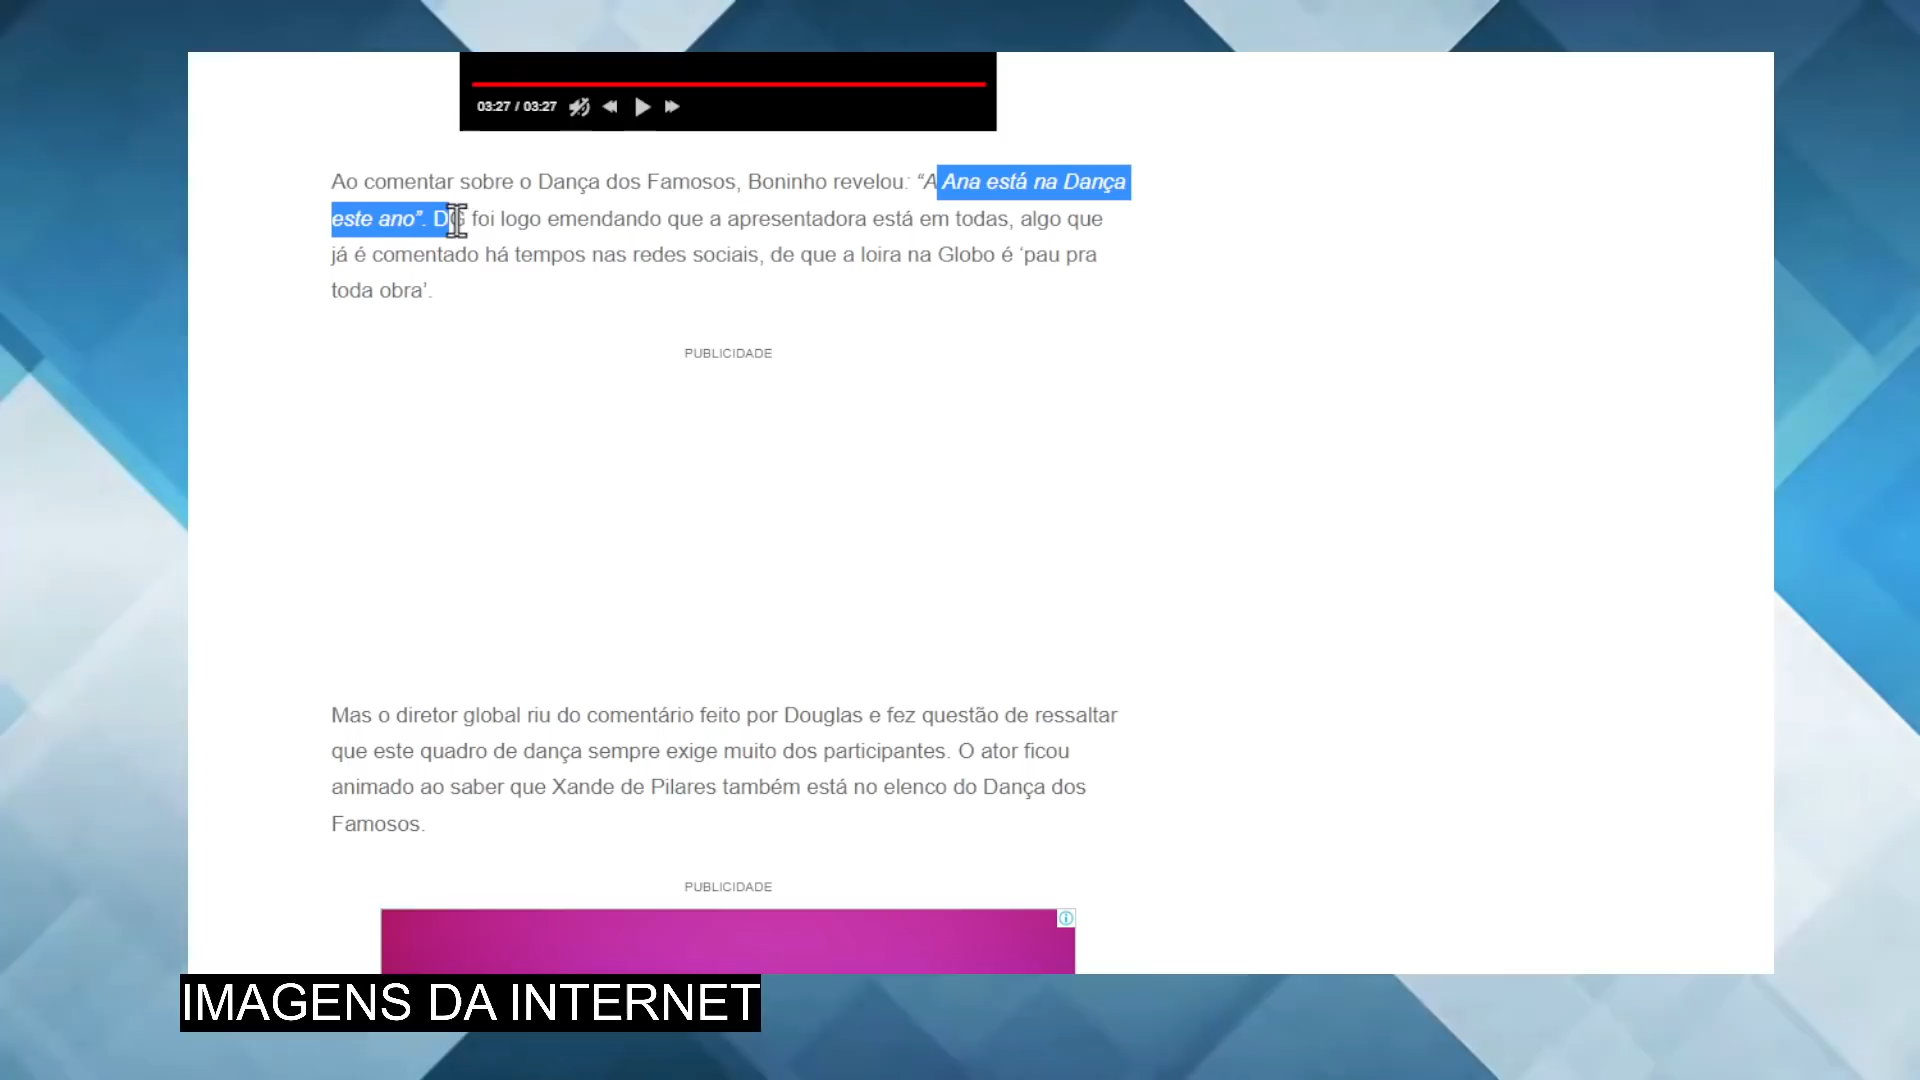 03:27 / 03:27
Ao comentar sobre o Dança dos Famosos, Boninho revelou: “A Ana está na Dança
este ano”. DG foi logo emendando que a apresentadora está em todas, algo que
já é comentado há tempos nas redes sociais, de que a loira na Globo é ‘pau pra
toda obra’.
PUBLICIDADE
Mas o diretor global riu do comentário feito por Douglas e fez questão de ressaltar
que este quadro de dança sempre exige muito dos participantes. O ator ficou
animado ao saber que Xande de Pilares também está no elenco do Dança dos
Famosos.
PUBLICIDADE
IMAGENS DA INTERNET